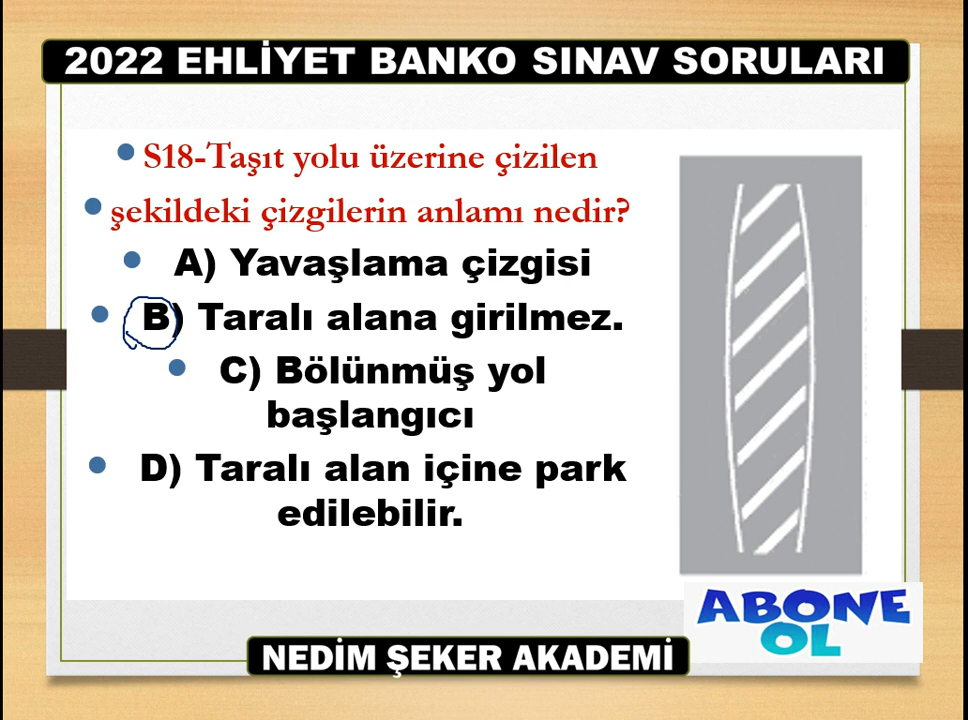 2022 EHLİYET BANKO SINAV SORULARI
S18-Taşıt yolu üzerine çizilen
şekildeki çizgilerin anlamı nedir?
A) Yavaşlama çizgisi
B) Taralı alana girilmez.
C) Bölünmüş yol
başlangıcı
D) Taralı alan içine park
edilebilir.
ABONE
OL
NEDİM ŞEKER AKADEMİ